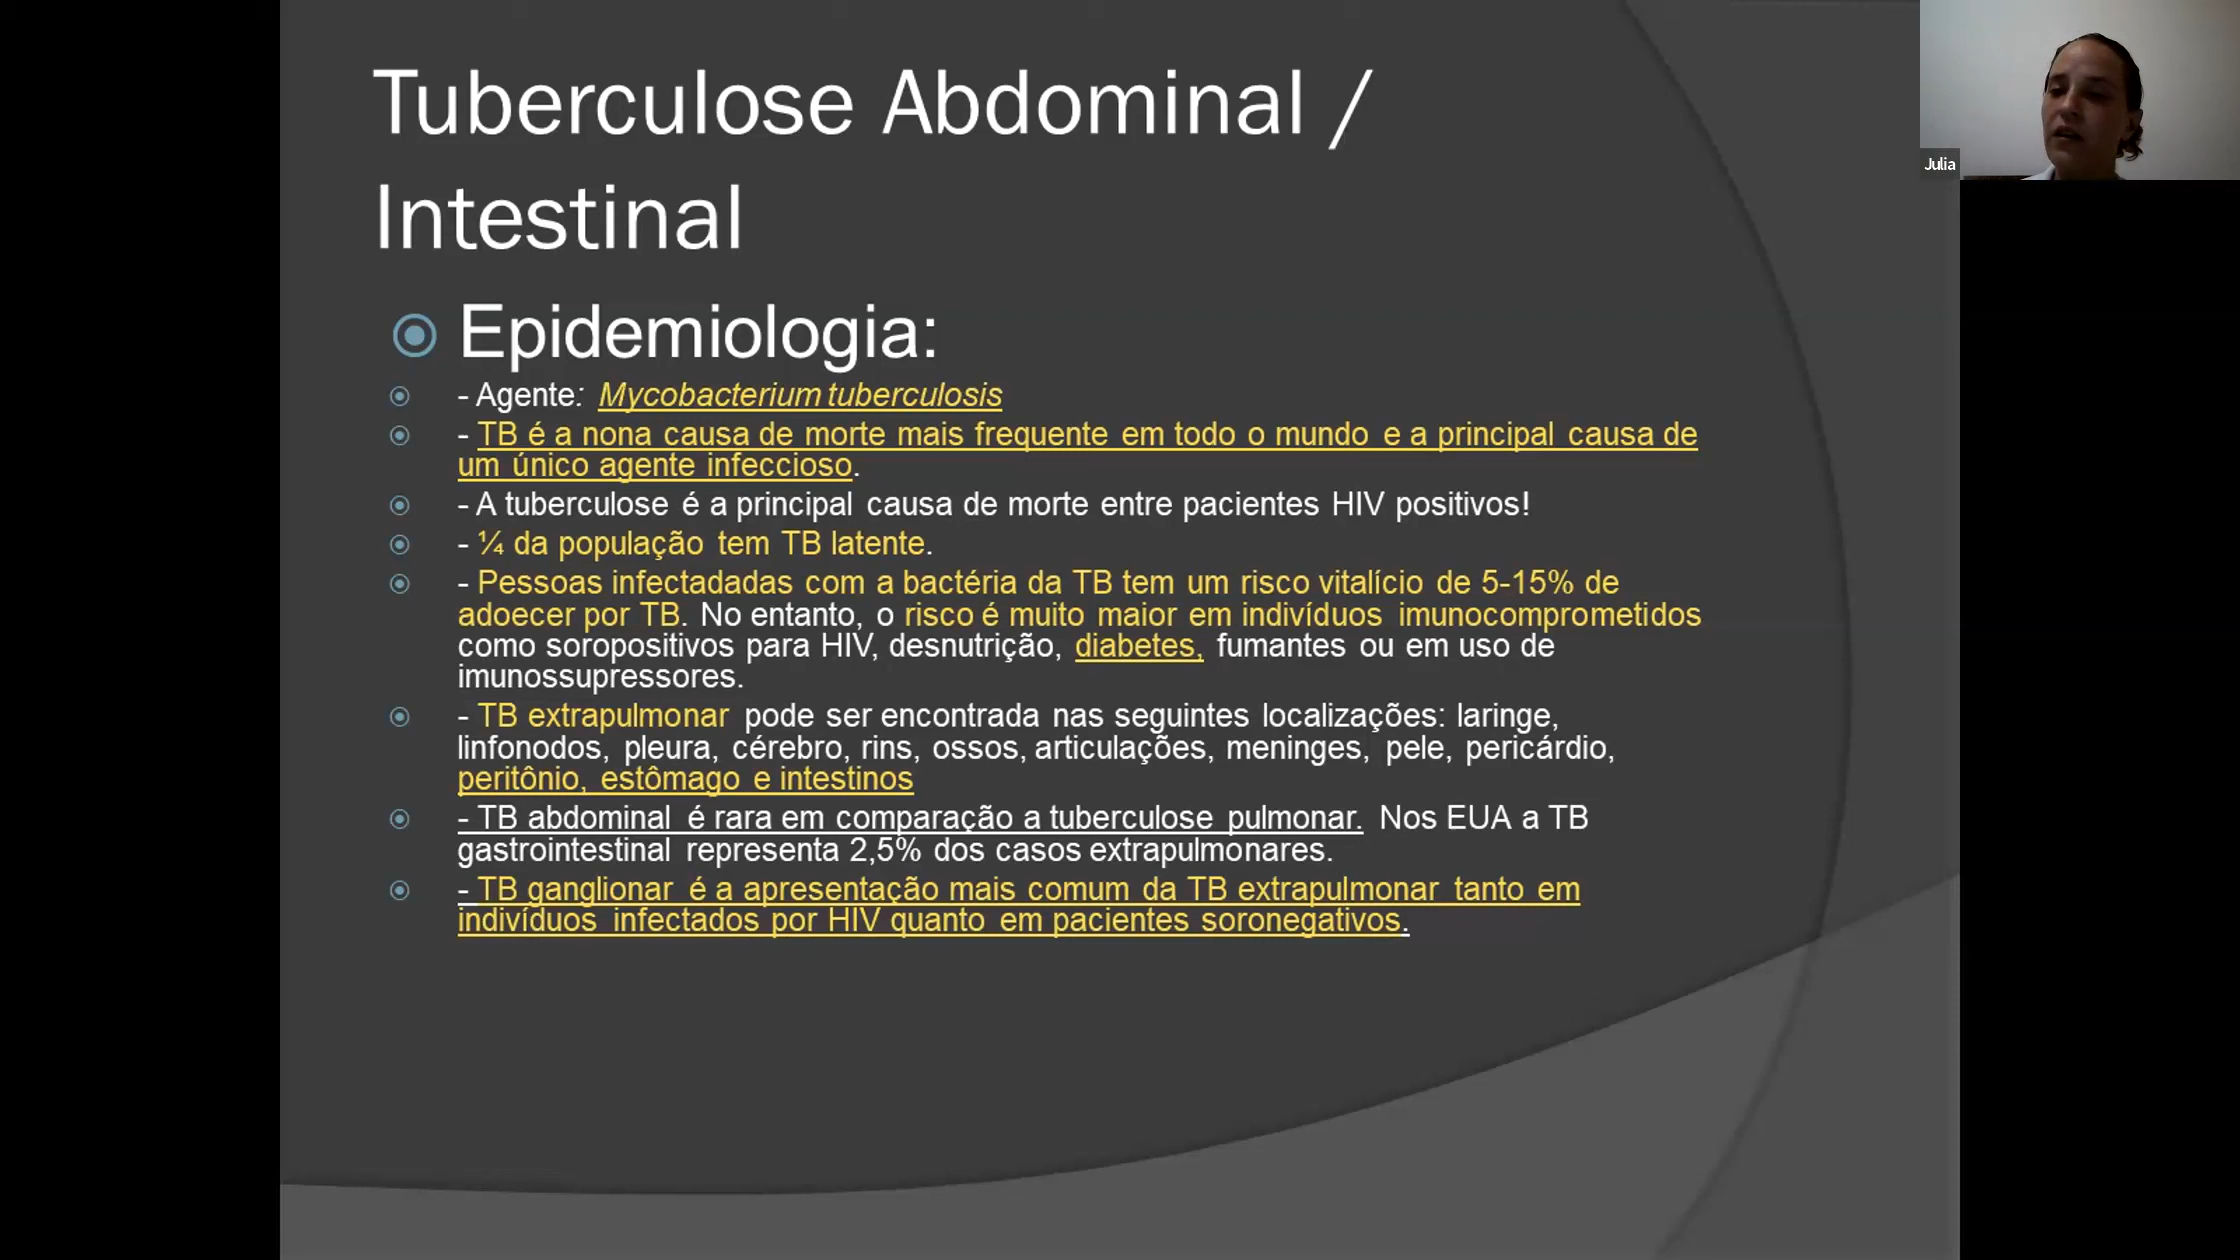 Tuberculose Abdominal /
Intestinal
Julia
Epidemiologia:
- Agente: Mycobacterium tuberculosis
- TB é a nona causa de morte mais frequente em todo o mundo e a principal causa de
um único agente infeccioso.
- A tuberculose é a principal causa de morte entre pacientes HIV positivos!
- ¼ da população tem TB latente.
- Pessoas infectadadas com a bactéria da TB tem um risco vitalício de 5-15% de
adoecer por TB. No entanto, o risco é muito maior em indivíduos imunocomprometidos
como soropositivos para HIV, desnutrição, diabetes, fumantes ou em uso de
imunossupressores.
- TB extrapulmonar pode ser encontrada nas seguintes localizações: laringe,
linfonodos, pleura, cérebro, rins, ossos, articulações, meninges, pele, pericárdio,
peritônio, estômago e intestinos
- TB abdominal é rara em comparação a tuberculose pulmonar. Nos EUA a TB
gastrointestinal representa 2,5% dos casos extrapulmonares.
- TB ganglionar é a apresentação mais comum da TB extrapulmonar tanto em
indivíduos infectados por HIV quanto em pacientes soronegativos.